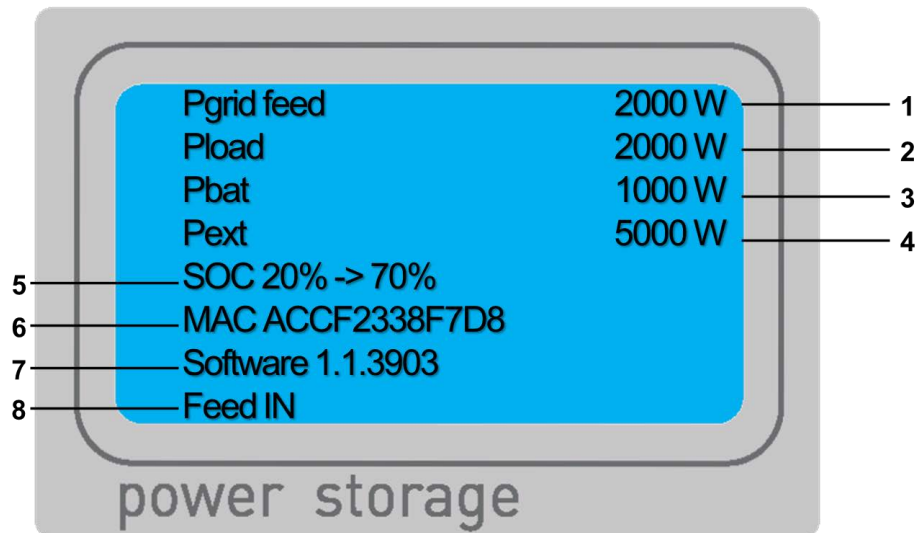 Pgrid feed 2000 W 1
Pload 2000 W 2
Pbat 1000 W 3
Pext 5000 W 4
5 SOC 20% -> 70%
6 MAC ACCF2338F7D8
7 Software 1.1.3903
8 Feed IN
power storage